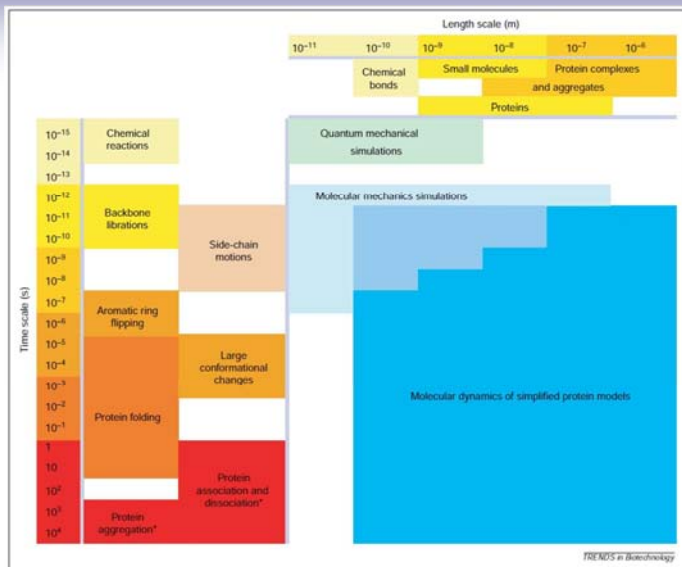 Length scale (m)
10⁻¹¹ 10⁻¹⁰ 10⁻⁹ 10⁻⁸ 10⁻⁷ 10⁻⁶
Chemical
bonds
Small molecules
Protein complexes
and aggregates
Proteins
Time scale (s)
10⁻¹⁵
10⁻¹⁴
10⁻¹³
10⁻¹²
10⁻¹¹
10⁻¹⁰
10⁻⁹
10⁻⁸
10⁻⁷
10⁻⁶
10⁻⁵
10⁻⁴
10⁻³
10⁻²
10⁻¹
1
10
10²
10³
10⁴
Chemical
reactions
Backbone
librations
Side-chain
motions
Aromatic ring
flipping
Large
conformational
changes
Protein folding
Protein
association and
dissociation*
Protein
aggregation*
Quantum mechanical
simulations
Molecular mechanics simulations
Molecular dynamics of simplified protein models
TRENDS in Biotechnology